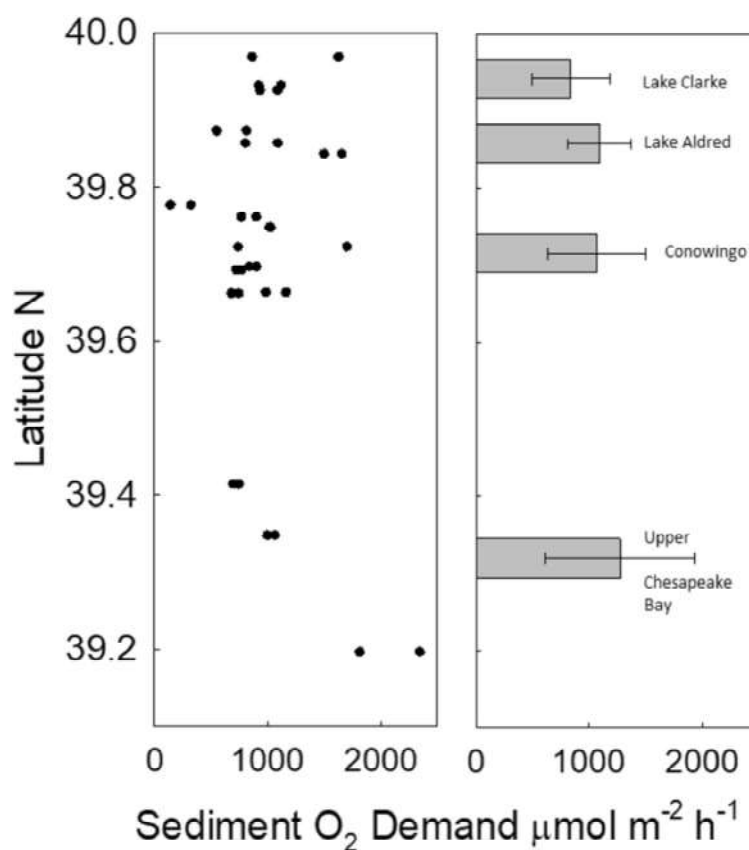 Latitude N
40.0
39.8
39.6
39.4
39.2
0 1000 2000
Lake Clarke
Lake Aldred
Conowingo
Upper
Chesapeake
Bay
0 1000 2000
Sediment O₂ Demand μmol m⁻² h⁻¹